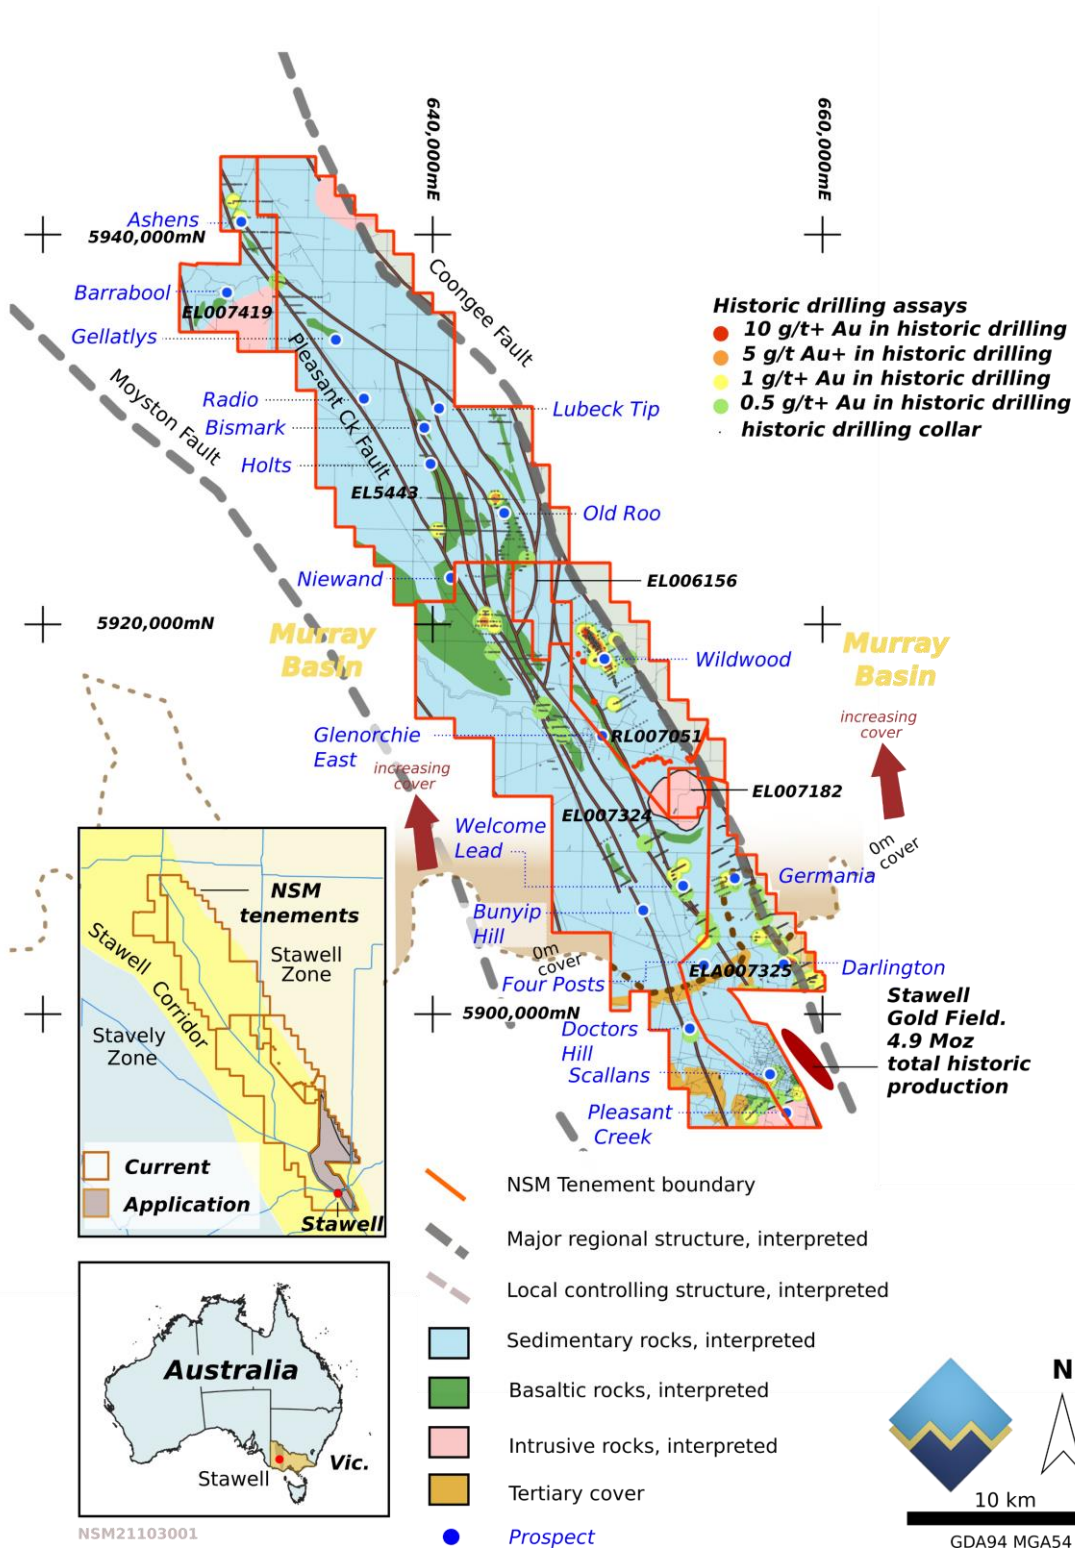 640,000mE
660,000mE
Ashens
5940,000mN
Coongee Fault
Barrabool
EL007419
Gellatlys
Historic drilling assays
10 g/t+ Au in historic drilling
5 g/t Au+ in historic drilling
1 g/t+ Au in historic drilling
0.5 g/t+ Au in historic drilling
historic drilling collar
Pleasant Ck Fault
Moyston Fault
Radio
Lubeck Tip
Bismark
Holts
EL5443
Old Roo
Niewand
EL006156
5920,000mN
Murray
Basin
Murray
Basin
Wildwood
increasing
cover
Glenorchie
East
RL007051
increasing
cover
EL007182
EL007324
Welcome
Lead
0m
cover
Germania
Bunyip
Hill
0m
cover
Four Posts
ELA007325
Darlington
5900,000mN
Stawell
Gold Field.
4.9 Moz
total historic
production
Doctors
Hill
Scallans
Pleasant
Creek
NSM
tenements
Stawell
Zone
Stawell
Corridor
Stavely
Zone
Current
Application
Stawell
NSM Tenement boundary
Major regional structure, interpreted
Local controlling structure, interpreted
Sedimentary rocks, interpreted
Basaltic rocks, interpreted
Intrusive rocks, interpreted
Tertiary cover
Prospect
Australia
Vic.
Stawell
NSM21103001
N
10 km
GDA94 MGA54